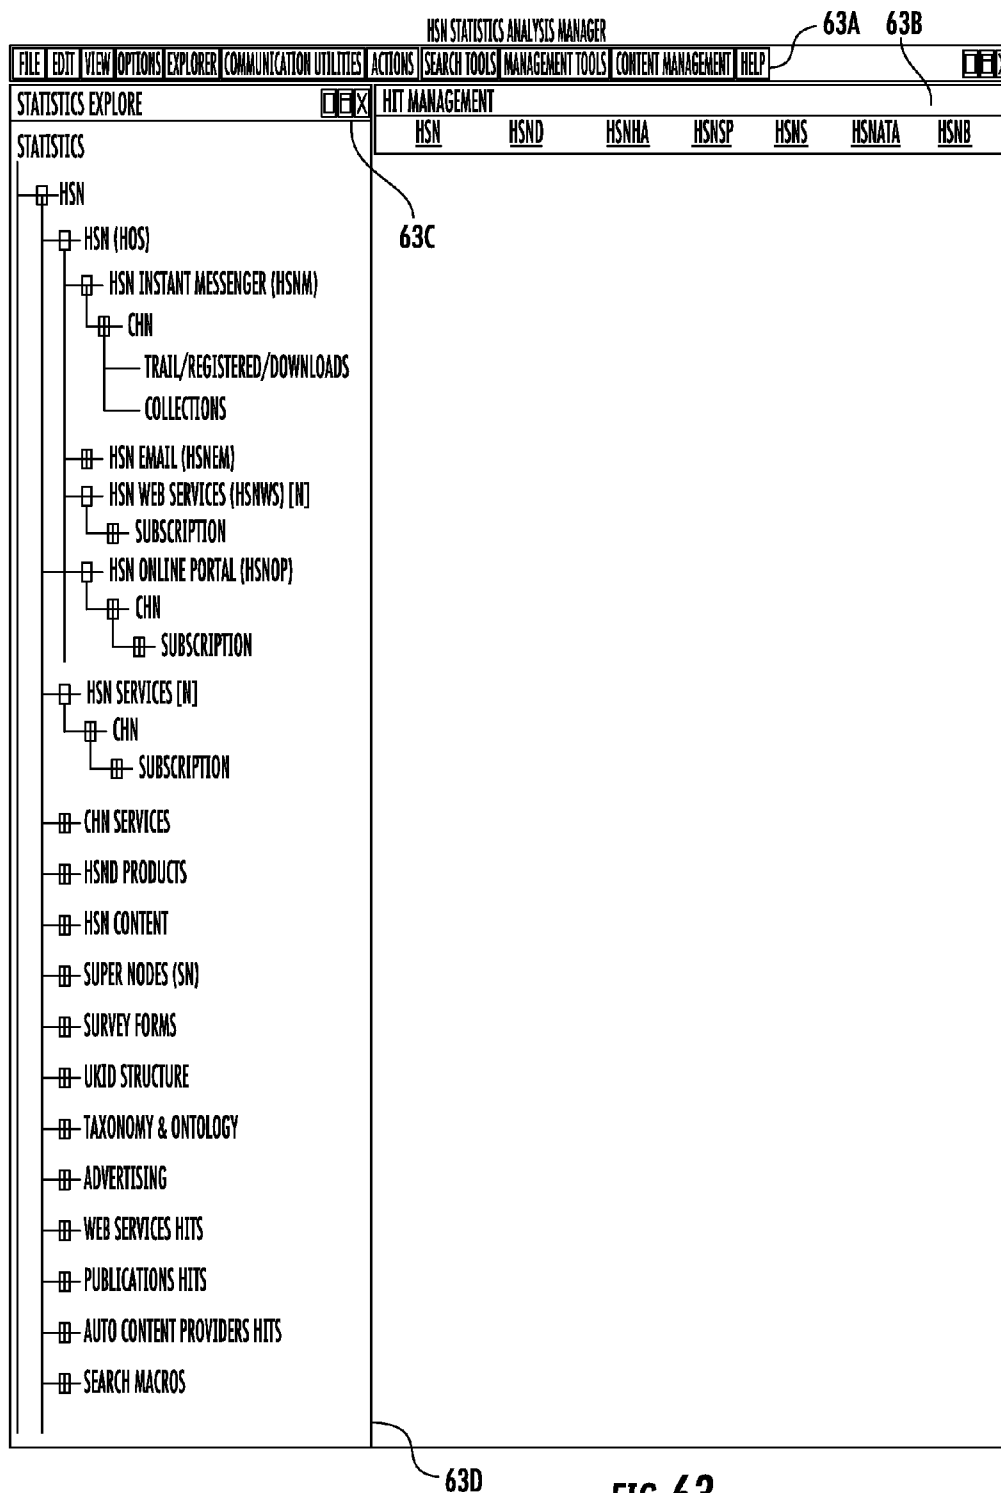 HSN STATISTICS ANALYSIS MANAGER
63A 63B
FILE EDIT VIEW OPTIONS EXPLORER COMMUNICATION UTILITIES ACTIONS SEARCH TOOLS MANAGEMENT TOOLS CONTENT MANAGEMENT HELP
STATISTICS EXPLORE
HIT MANAGEMENT
HSN HSND HSNHA HSNSP HSNS HSNATA HSNB
STATISTICS
HSN
63C
HSN (HOS)
HSN INSTANT MESSENGER (HSNM)
CHN
TRAIL/REGISTERED/DOWNLOADS
COLLECTIONS
HSN EMAIL (HSNEM)
HSN WEB SERVICES (HSNWS) [N]
SUBSCRIPTION
HSN ONLINE PORTAL (HSNOP)
CHN
SUBSCRIPTION
HSN SERVICES [N]
CHN
SUBSCRIPTION
CHN SERVICES
HSND PRODUCTS
HSN CONTENT
SUPER NODES (SN)
SURVEY FORMS
UKID STRUCTURE
TAXONOMY & ONTOLOGY
ADVERTISING
WEB SERVICES HITS
PUBLICATIONS HITS
AUTO CONTENT PROVIDERS HITS
SEARCH MACROS
63D
FIG. 63